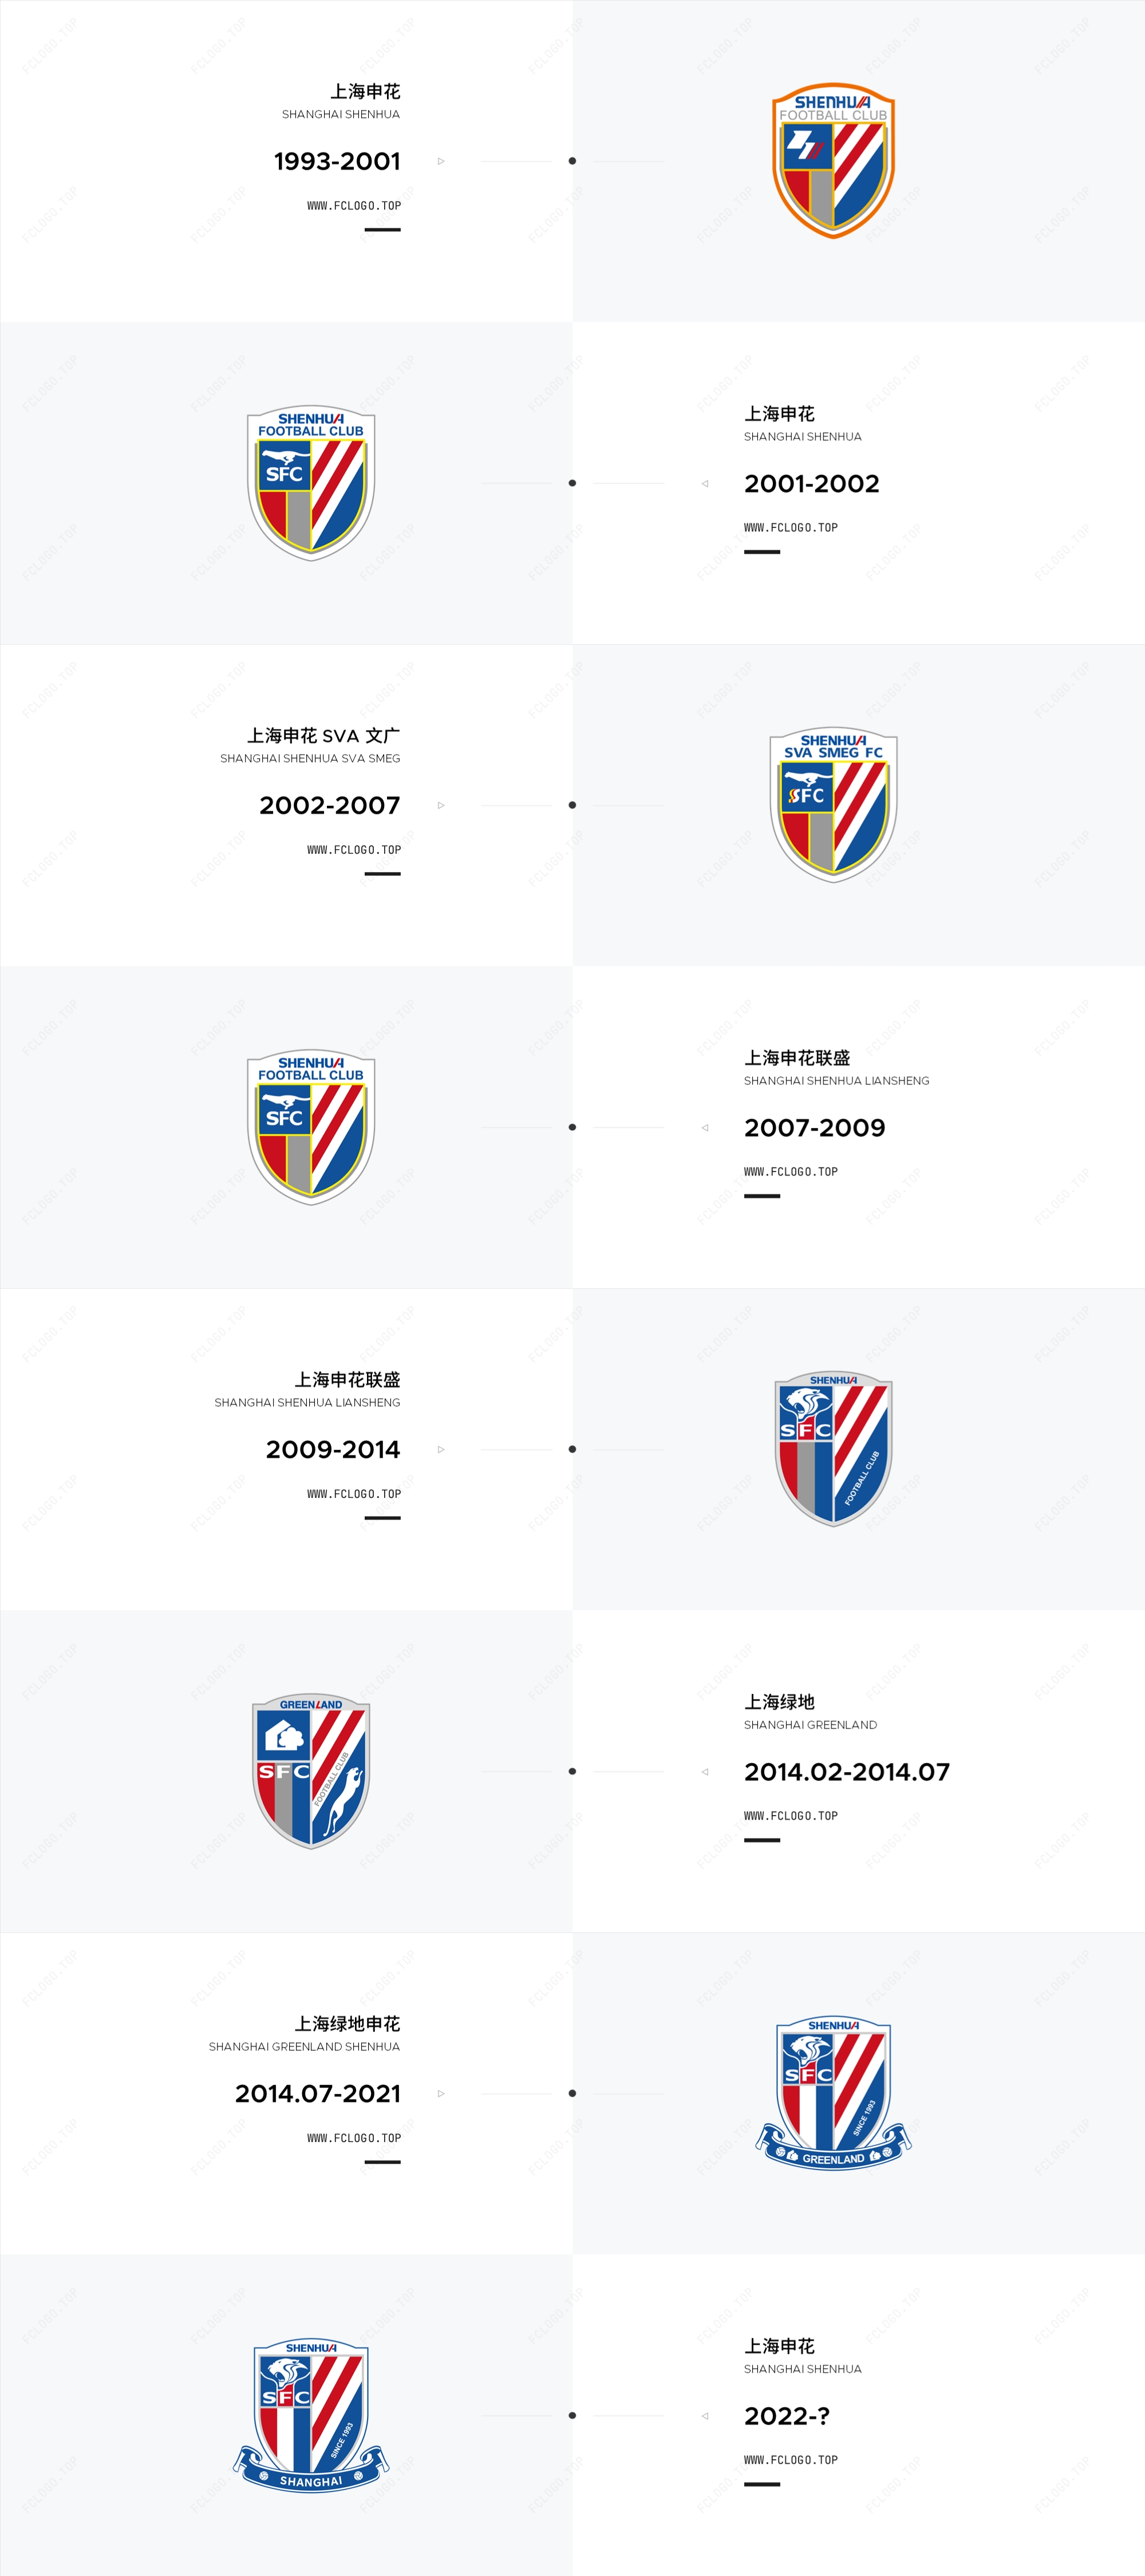 上海申花
SHANGHAI SHENHUA
1993-2001
WWW.FCLOGO.TOP
SHENHUA
FOOTBALL CLUB
SHENHUA
FOOTBALL CLUB
SFC
上海申花
SHANGHAI SHENHUA
2001-2002
WWW.FCLOGO.TOP
上海申花 SVA 文广
SHANGHAI SHENHUA SVA SMEG
2002-2007
WWW.FCLOGO.TOP
SHENHUA
SVA SMEG FC
SFC
SHENHUA
FOOTBALL CLUB
SFC
上海申花联盛
SHANGHAI SHENHUA LIANSHENG
2007-2009
WWW.FCLOGO.TOP
上海申花联盛
SHANGHAI SHENHUA LIANSHENG
2009-2014
WWW.FCLOGO.TOP
SHENHUA
SFC
FOOTBALL CLUB
GREENLAND
SFC
FOOTBALL CLUB
上海绿地
SHANGHAI GREENLAND
2014.02-2014.07
WWW.FCLOGO.TOP
上海绿地申花
SHANGHAI GREENLAND SHENHUA
2014.07-2021
WWW.FCLOGO.TOP
SHENHUA
SFC
SINCE 1993
GREENLAND
SHENHUA
SFC
SINCE 1993
SHANGHAI
上海申花
SHANGHAI SHENHUA
2022-?
WWW.FCLOGO.TOP
FCLOGO.TOP